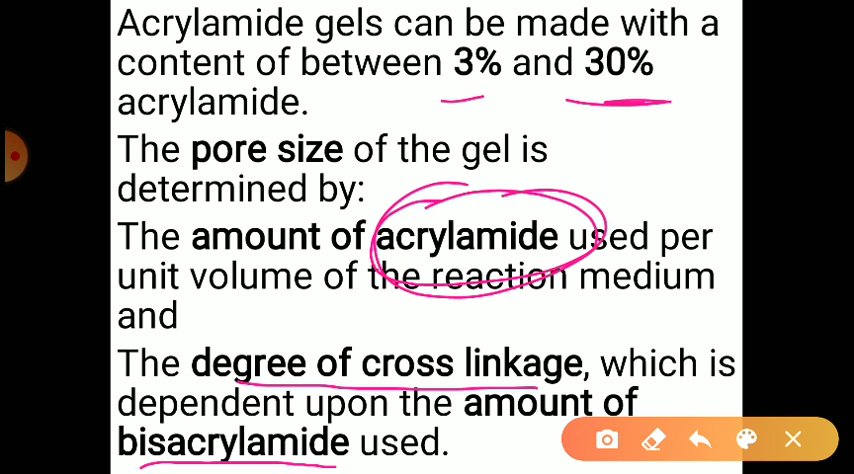 Acrylamide gels can be made with a
content of between 3% and 30%
acrylamide.
The pore size of the gel is
determined by:
The amount of acrylamide used per
unit volume of the reaction medium
and
The degree of cross linkage, which is
dependent upon the amount of
bisacrylamide used.